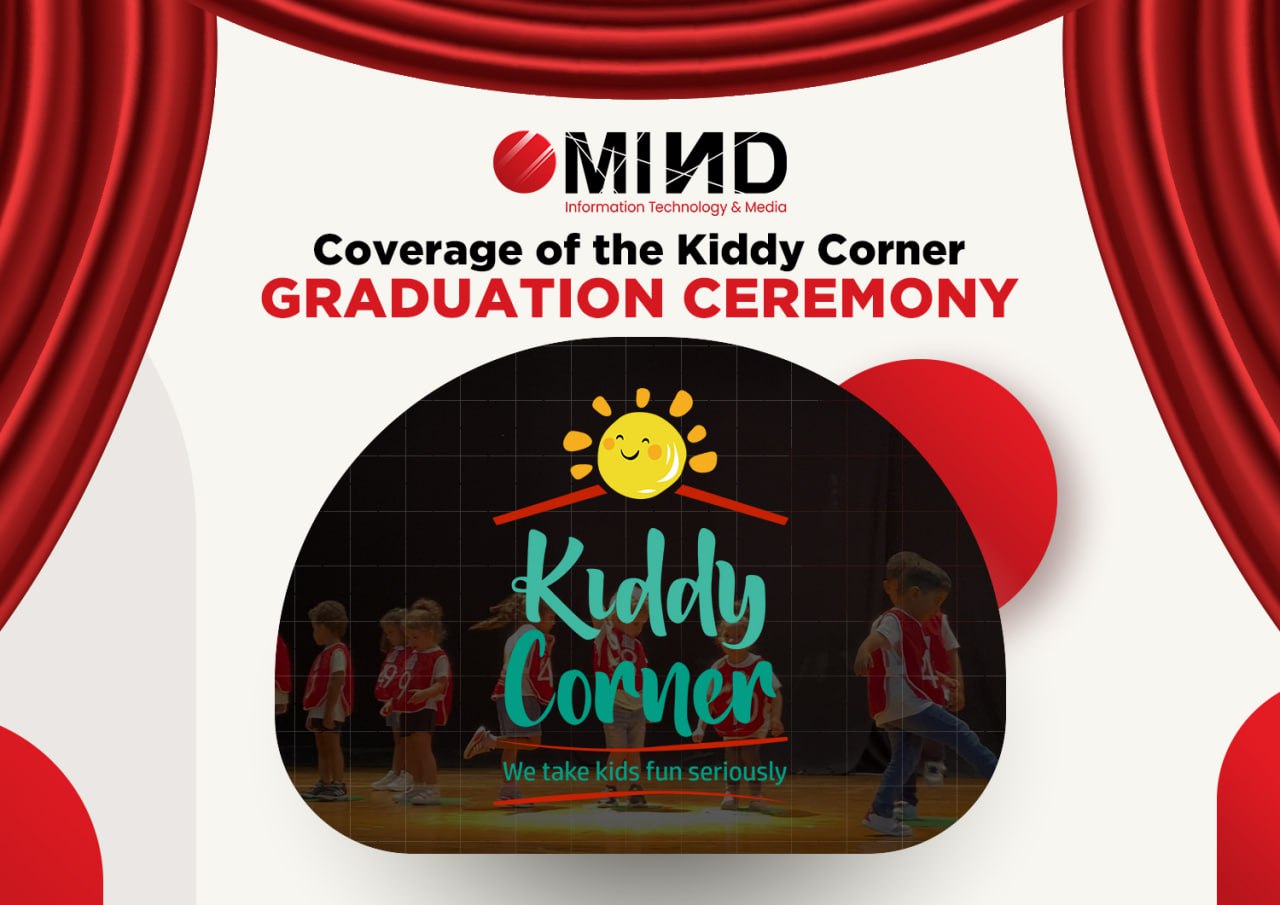 MIND
Information Technology & Media
Coverage of the Kiddy Corner
GRADUATION CEREMONY
Kiddy
Corner
We take kids fun seriously